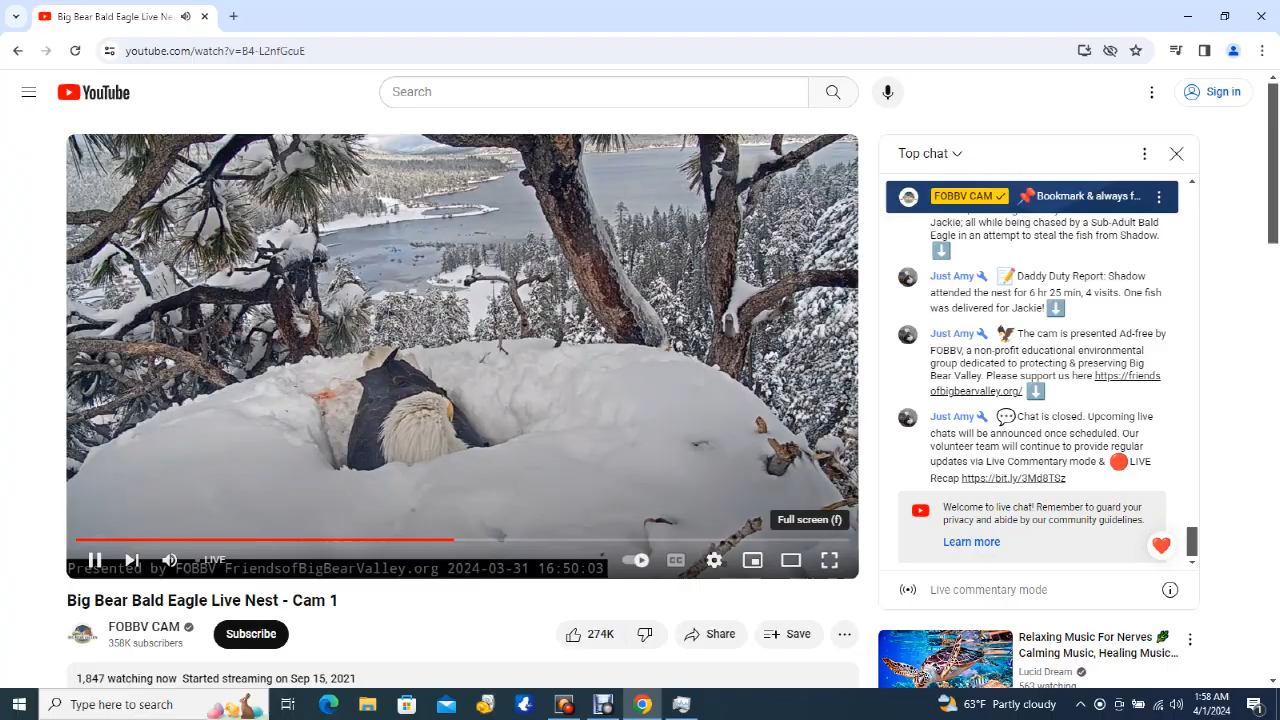 Big Bear Bald Eagle Live Ne
youtube.com/watch?v=B4-L2nfGcuE
YouTube
Search
Sign in
Top chat
FOBBV CAM
Bookmark & always f...
Jackie; all while being chased by a Sub-Adult Bald
Eagle in an attempt to steal the fish from Shadow.
Just Amy Daddy Duty Report: Shadow
attended the nest for 6 hr 25 min, 4 visits. One fish
was delivered for Jackie!
Just Amy The cam is presented Ad-free by
FOBBV, a non-profit educational environmental
group dedicated to protecting & preserving Big
Bear Valley. Please support us here https://friends
ofbigbearvalley.org/
Just Amy Chat is closed. Upcoming live
chats will be announced once scheduled. Our
volunteer team will continue to provide regular
updates via Live Commentary mode & LIVE
Recap https://bit.ly/3Md8TSz
Welcome to live chat! Remember to guard your
privacy and abide by our community guidelines.
Learn more
Live commentary mode
Full screen (f)
LIVE
CC
Presented by FOBBV FriendsofBigBearValley.org 2024-03-31 16:50:03
Big Bear Bald Eagle Live Nest - Cam 1
FOBBV CAM
358K subscribers
Subscribe
274K
Share
Save
1,847 watching now Started streaming on Sep 15, 2021
Relaxing Music For Nerves
Calming Music, Healing Music...
Lucid Dream
563 watching
Type here to search
63°F Partly cloudy
1:58 AM
4/1/2024
1